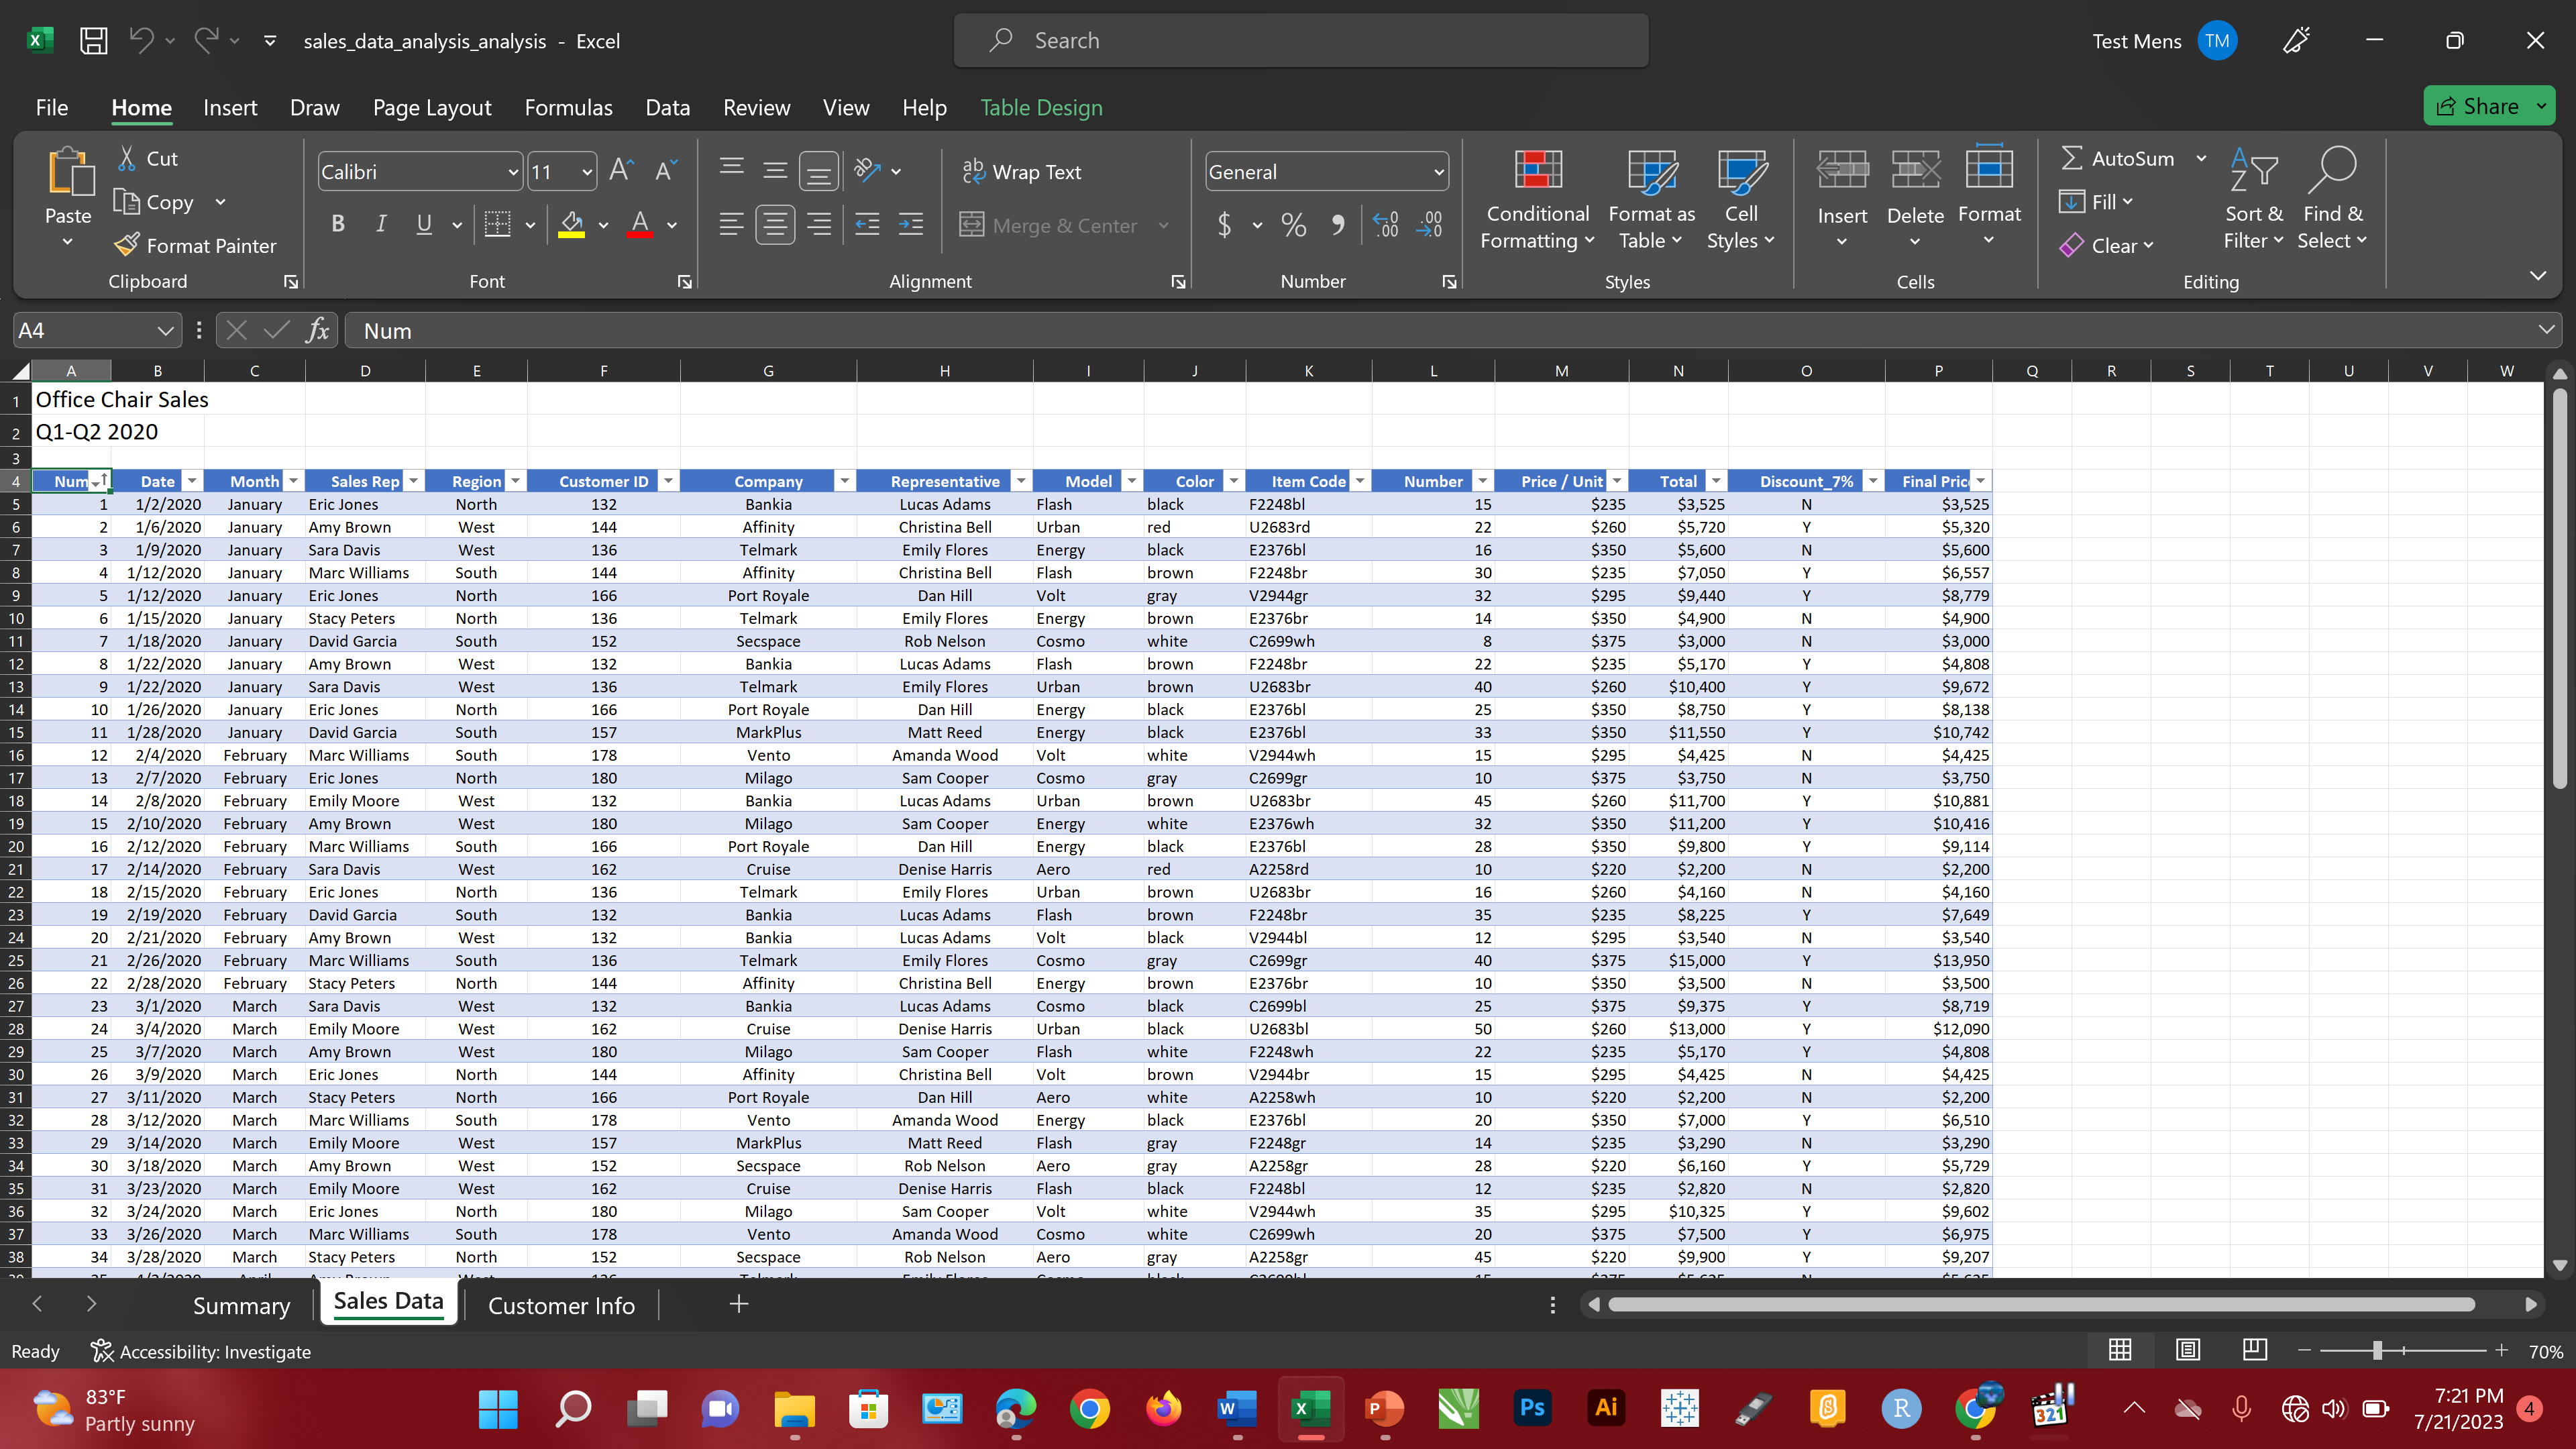 sales_data_analysis_analysis - Excel
Search
Test Mens TM
File Home Insert Draw Page Layout Formulas Data Review View Help Table Design Share
Paste Cut Copy Format Painter Clipboard
Calibri 11 B I U Font
Wrap Text Merge & Center Alignment
General $ % Number
Conditional Formatting Format as Table Cell Styles Styles
Insert Delete Format Cells
AutoSum Fill Clear Sort & Filter Find & Select Editing
A4 fx Num
A B C D E F G H I J K L M N O P Q R S T U V W
1 Office Chair Sales
2 Q1-Q2 2020
3
4 Num Date Month Sales Rep Region Customer ID Company Representative Model Color Item Code Number Price / Unit Total Discount_7% Final Pric
5 1 1/2/2020 January Eric Jones North 132 Bankia Lucas Adams Flash black F2248bl 15 $235 $3,525 N $3,525
6 2 1/6/2020 January Amy Brown West 144 Affinity Christina Bell Urban red U2683rd 22 $260 $5,720 Y $5,320
7 3 1/9/2020 January Sara Davis West 136 Telmark Emily Flores Energy black E2376bl 16 $350 $5,600 N $5,600
8 4 1/12/2020 January Marc Williams South 144 Affinity Christina Bell Flash brown F2248br 30 $235 $7,050 Y $6,557
9 5 1/12/2020 January Eric Jones North 166 Port Royale Dan Hill Volt gray V2944gr 32 $295 $9,440 Y $8,779
10 6 1/15/2020 January Stacy Peters North 136 Telmark Emily Flores Energy brown E2376br 14 $350 $4,900 N $4,900
11 7 1/18/2020 January David Garcia South 152 Secspace Rob Nelson Cosmo white C2699wh 8 $375 $3,000 N $3,000
12 8 1/22/2020 January Amy Brown West 132 Bankia Lucas Adams Flash brown F2248br 22 $235 $5,170 Y $4,808
13 9 1/22/2020 January Sara Davis West 136 Telmark Emily Flores Urban brown U2683br 40 $260 $10,400 Y $9,672
14 10 1/26/2020 January Eric Jones North 166 Port Royale Dan Hill Energy black E2376bl 25 $350 $8,750 Y $8,138
15 11 1/28/2020 January David Garcia South 157 MarkPlus Matt Reed Energy black E2376bl 33 $350 $11,550 Y $10,742
16 12 2/4/2020 February Marc Williams South 178 Vento Amanda Wood Volt white V2944wh 15 $295 $4,425 N $4,425
17 13 2/7/2020 February Eric Jones North 180 Milago Sam Cooper Cosmo gray C2699gr 10 $375 $3,750 N $3,750
18 14 2/8/2020 February Emily Moore West 132 Bankia Lucas Adams Urban brown U2683br 45 $260 $11,700 Y $10,881
19 15 2/10/2020 February Amy Brown West 180 Milago Sam Cooper Energy white E2376wh 32 $350 $11,200 Y $10,416
20 16 2/12/2020 February Marc Williams South 166 Port Royale Dan Hill Energy black E2376bl 28 $350 $9,800 Y $9,114
21 17 2/14/2020 February Sara Davis West 162 Cruise Denise Harris Aero red A2258rd 10 $220 $2,200 N $2,200
22 18 2/15/2020 February Eric Jones North 136 Telmark Emily Flores Urban brown U2683br 16 $260 $4,160 N $4,160
23 19 2/19/2020 February David Garcia South 132 Bankia Lucas Adams Flash brown F2248br 35 $235 $8,225 Y $7,649
24 20 2/21/2020 February Amy Brown West 132 Bankia Lucas Adams Volt black V2944bl 12 $295 $3,540 N $3,540
25 21 2/26/2020 February Marc Williams South 136 Telmark Emily Flores Cosmo gray C2699gr 40 $375 $15,000 Y $13,950
26 22 2/28/2020 February Stacy Peters North 144 Affinity Christina Bell Energy brown E2376br 10 $350 $3,500 N $3,500
27 23 3/1/2020 March Sara Davis West 132 Bankia Lucas Adams Cosmo black C2699bl 25 $375 $9,375 Y $8,719
28 24 3/4/2020 March Emily Moore West 162 Cruise Denise Harris Urban black U2683bl 50 $260 $13,000 Y $12,090
29 25 3/7/2020 March Amy Brown West 180 Milago Sam Cooper Flash white F2248wh 22 $235 $5,170 Y $4,808
30 26 3/9/2020 March Eric Jones North 144 Affinity Christina Bell Volt brown V2944br 15 $295 $4,425 N $4,425
31 27 3/11/2020 March Stacy Peters North 166 Port Royale Dan Hill Aero white A2258wh 10 $220 $2,200 N $2,200
32 28 3/12/2020 March Marc Williams South 178 Vento Amanda Wood Energy black E2376bl 20 $350 $7,000 Y $6,510
33 29 3/14/2020 March Emily Moore West 157 MarkPlus Matt Reed Flash gray F2248gr 14 $235 $3,290 N $3,290
34 30 3/18/2020 March Amy Brown West 152 Secspace Rob Nelson Aero gray A2258gr 28 $220 $6,160 Y $5,729
35 31 3/23/2020 March Emily Moore West 162 Cruise Denise Harris Flash black F2248bl 12 $235 $2,820 N $2,820
36 32 3/24/2020 March Eric Jones North 180 Milago Sam Cooper Volt white V2944wh 35 $295 $10,325 Y $9,602
37 33 3/26/2020 March Marc Williams South 178 Vento Amanda Wood Cosmo white C2699wh 20 $375 $7,500 Y $6,975
38 34 3/28/2020 March Stacy Peters North 152 Secspace Rob Nelson Aero gray A2258gr 45 $220 $9,900 Y $9,207
Summary Sales Data Customer Info
Ready Accessibility: Investigate 70%
83°F
Partly sunny
7:21 PM
7/21/2023
4